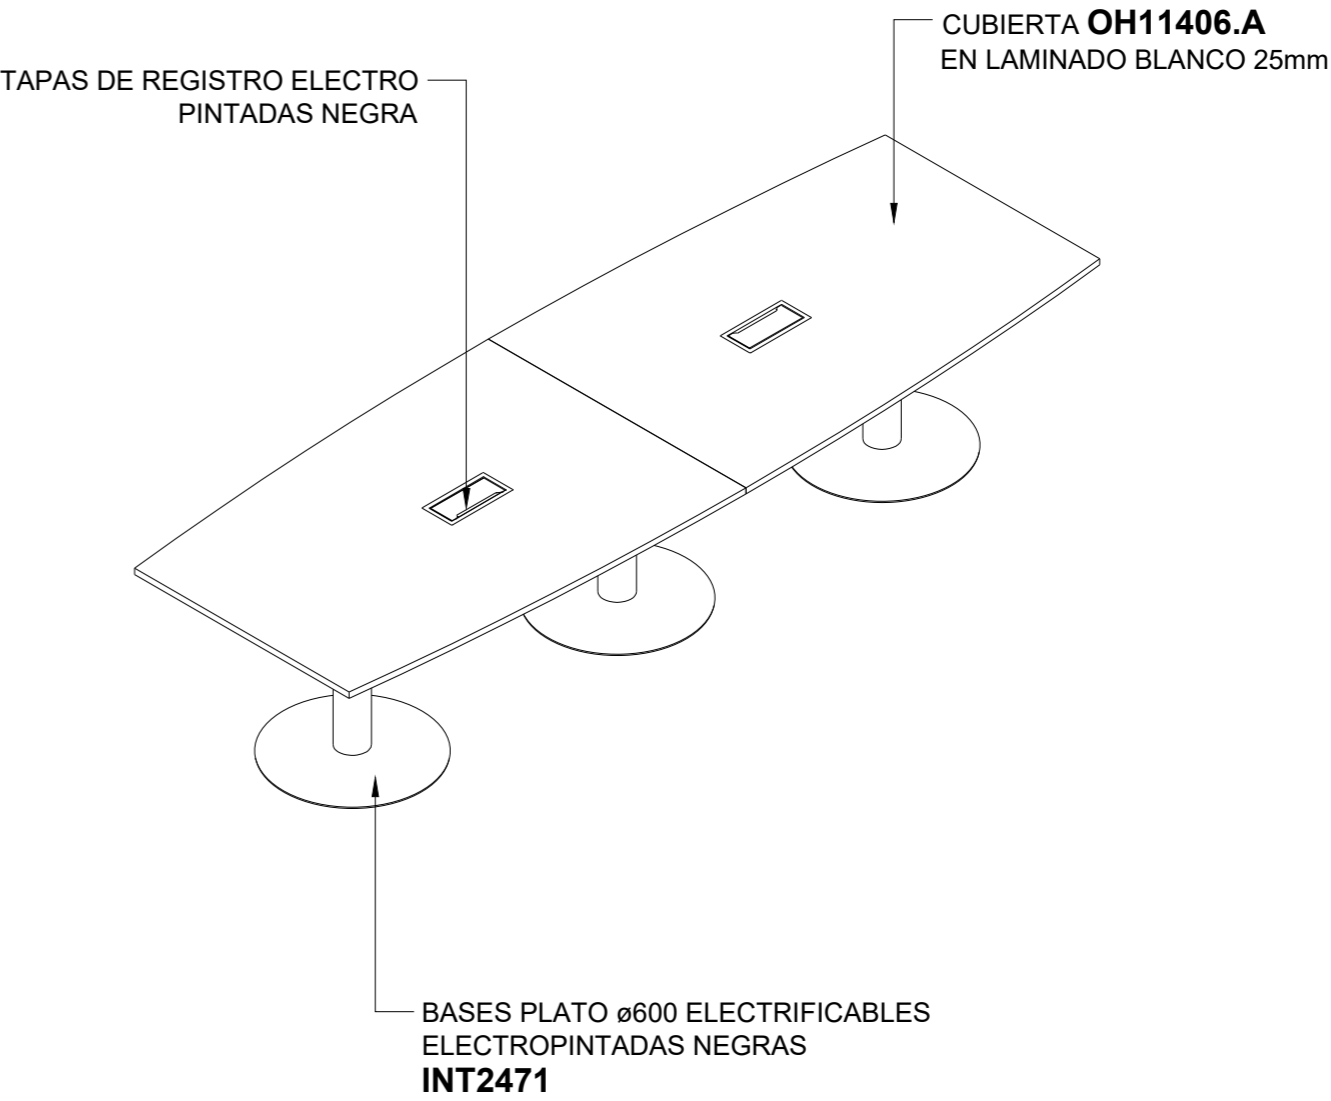 CUBIERTA OH11406.A
EN LAMINADO BLANCO 25mm
TAPAS DE REGISTRO ELECTRO
PINTADAS NEGRA
BASES PLATO ø600 ELECTRIFICABLES
ELECTROPINTADAS NEGRAS
INT2471